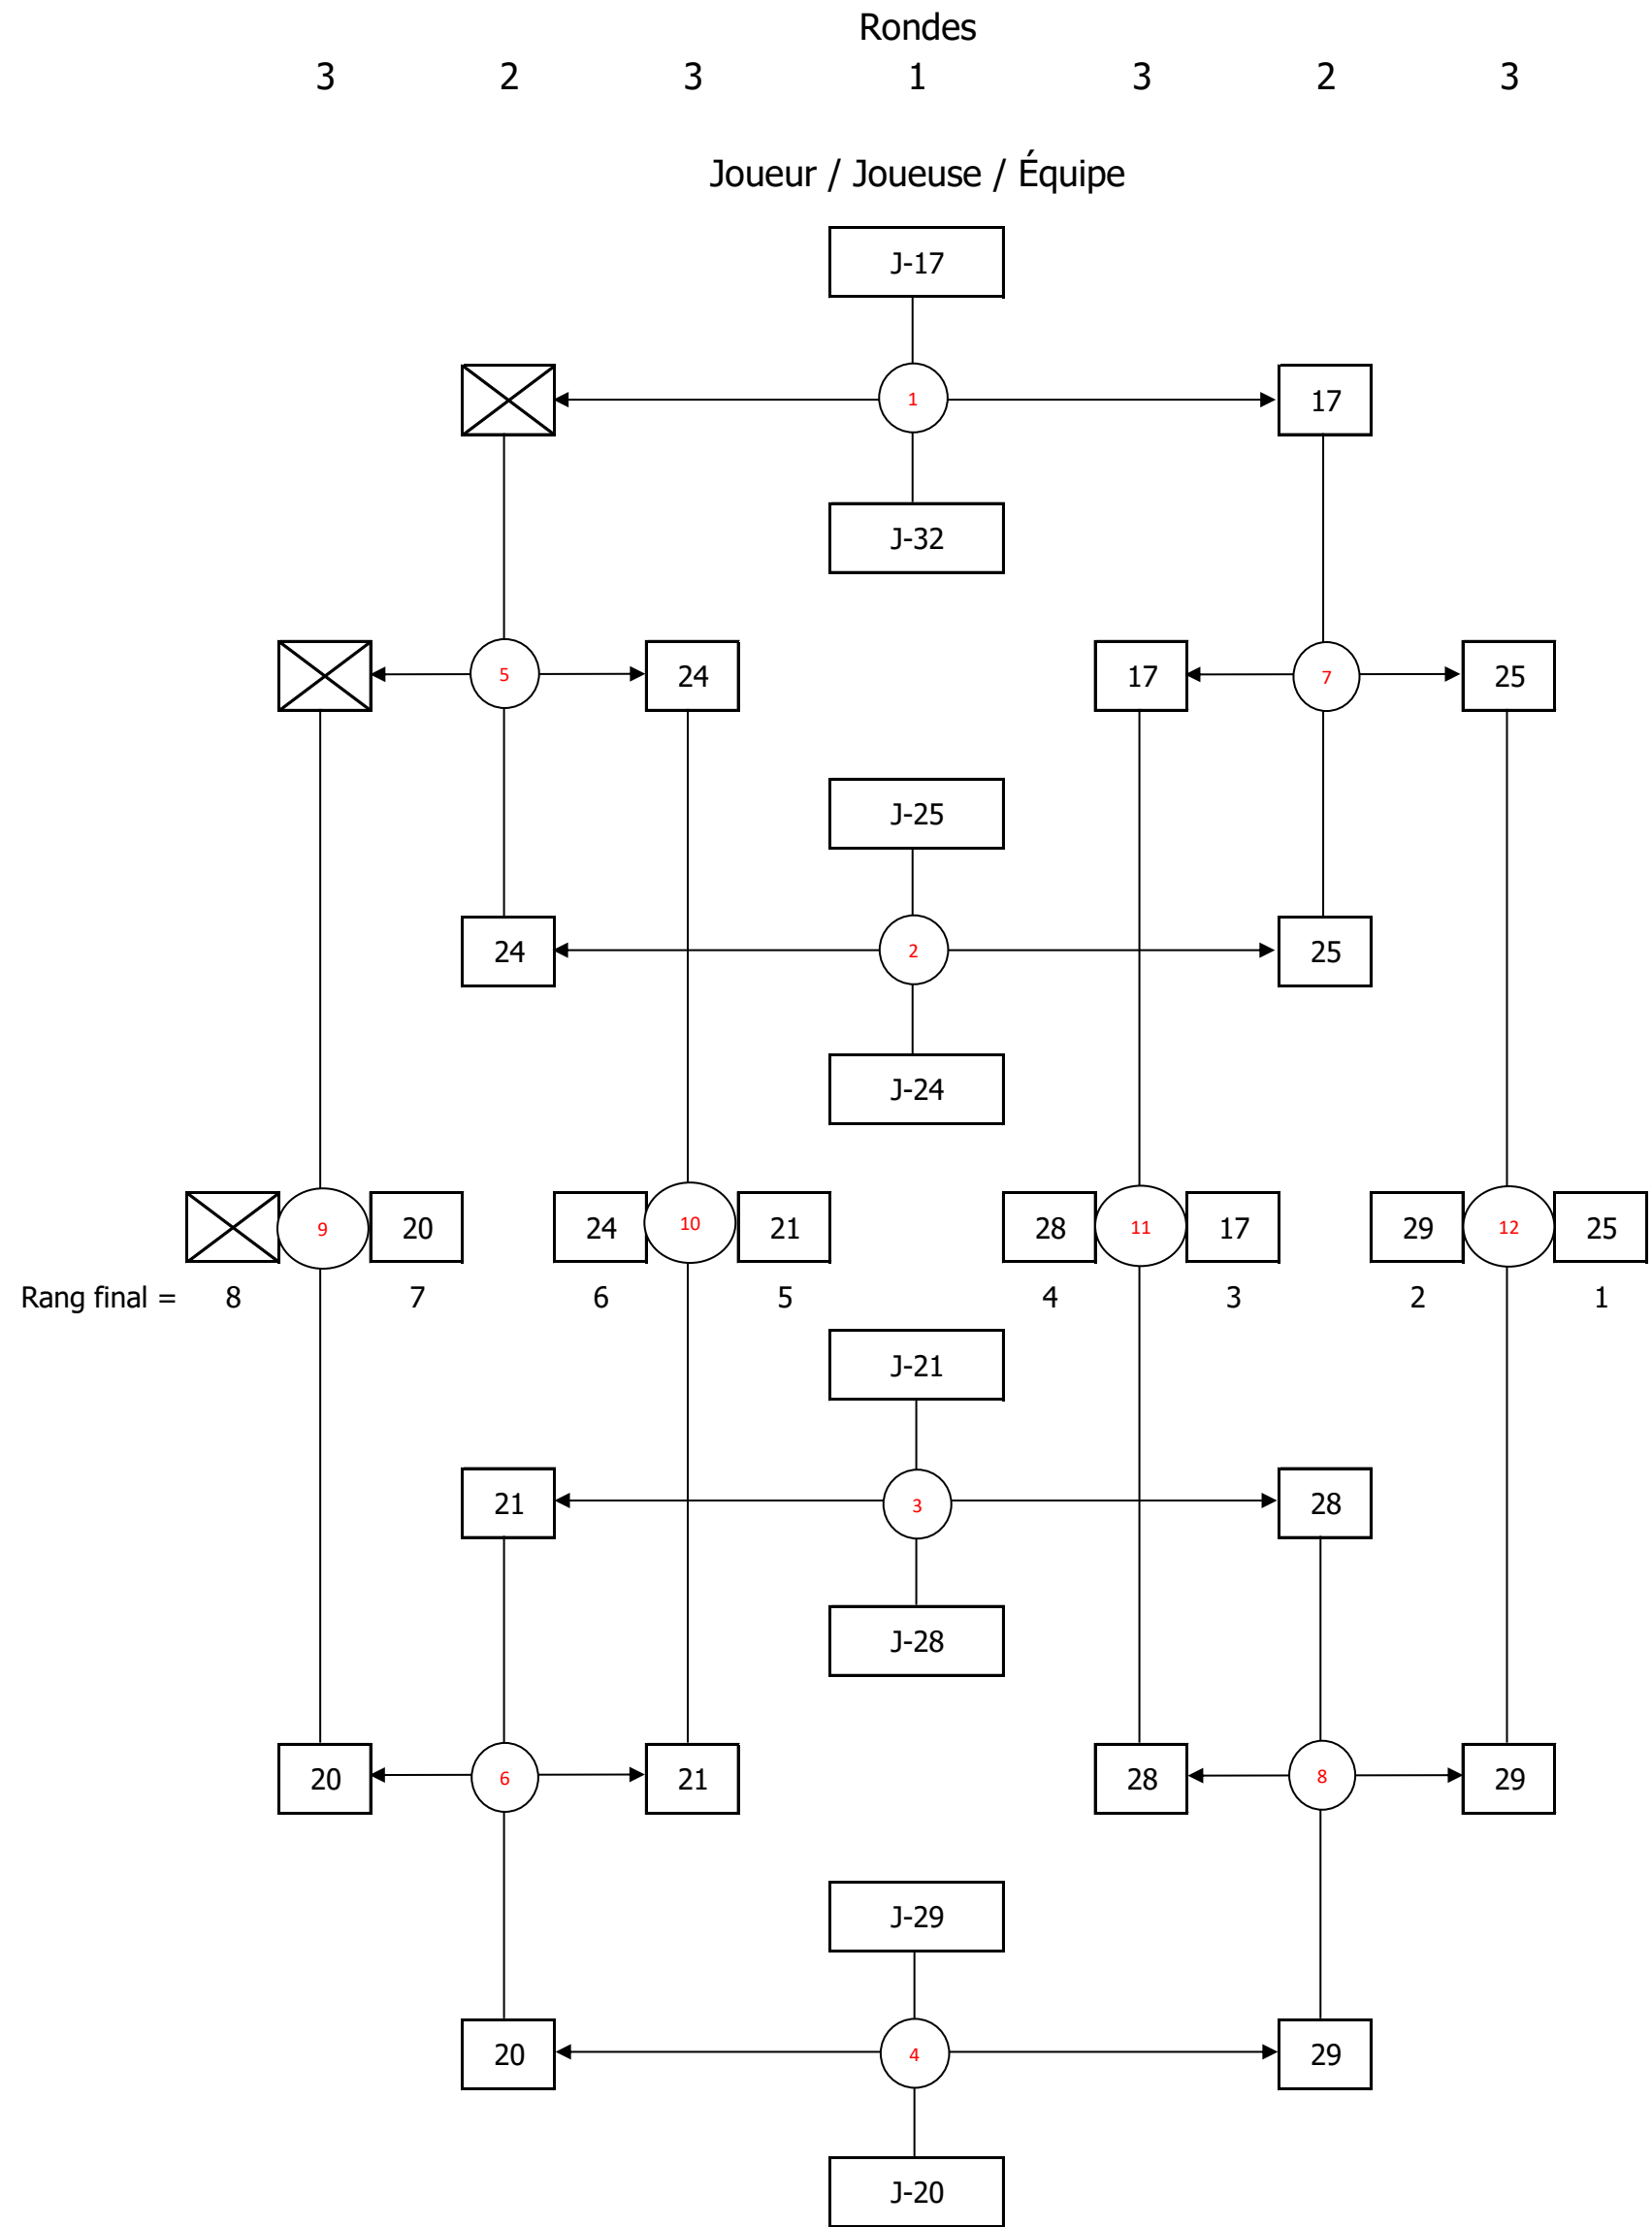 Rondes
3 2 3 1 3 2 3
Joueur / Joueuse / Équipe
J-17
1 17
J-32
5 24 17 7 25
J-25
24 2 25
J-24
9 20 24 10 21 28 11 17 29 12 25
Rang final = 8 7 6 5 4 3 2 1
J-21
21 3 28
J-28
20 6 21 28 8 29
J-29
20 4 29
J-20